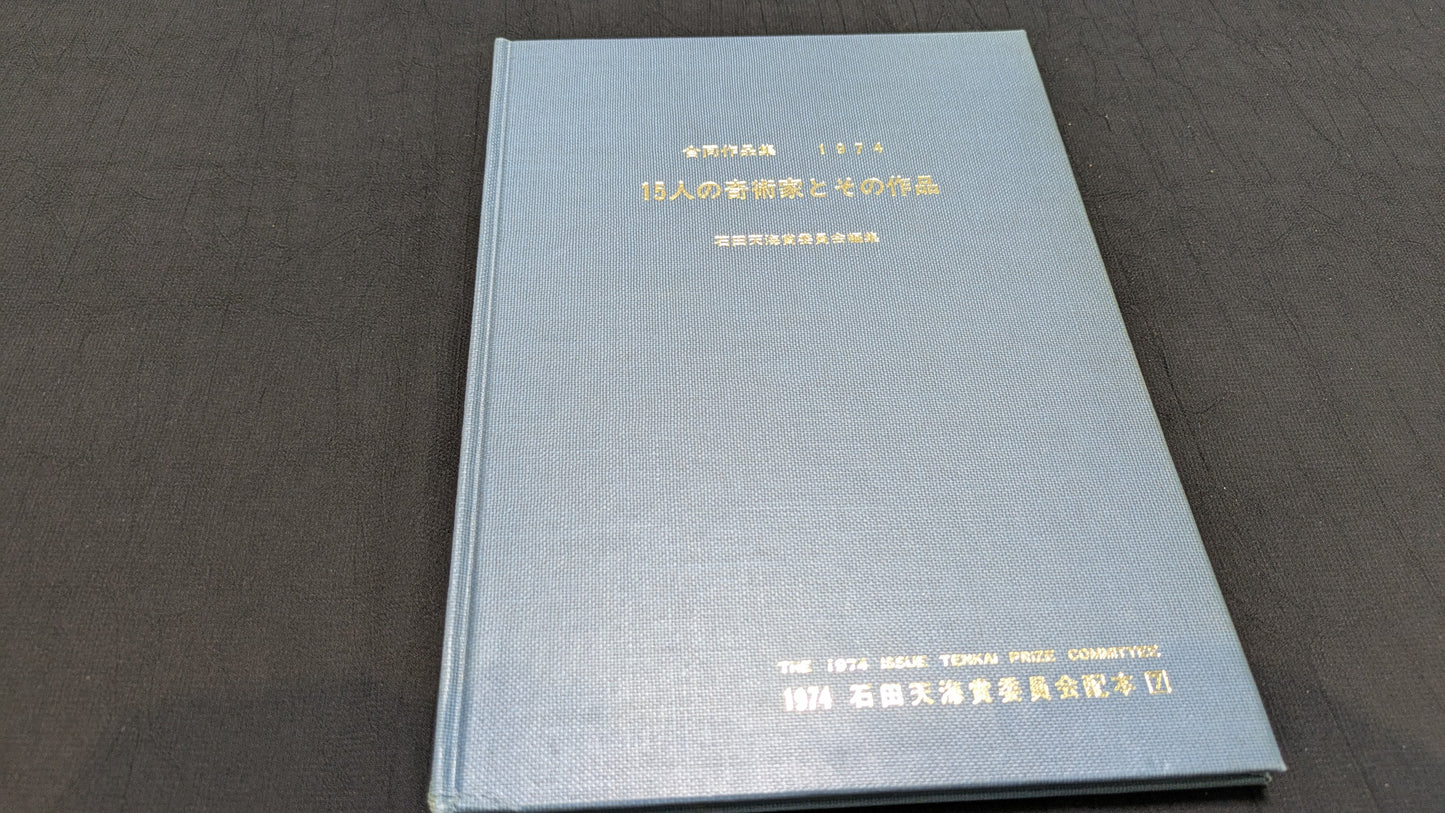 合同作品集 1974
15人の奇術家とその作品
石田天海賞委員会編集
THE 1974 ISSUE TENKAI PRIZE COMMITTEE
1974 石田天海賞委員会配本 [7]